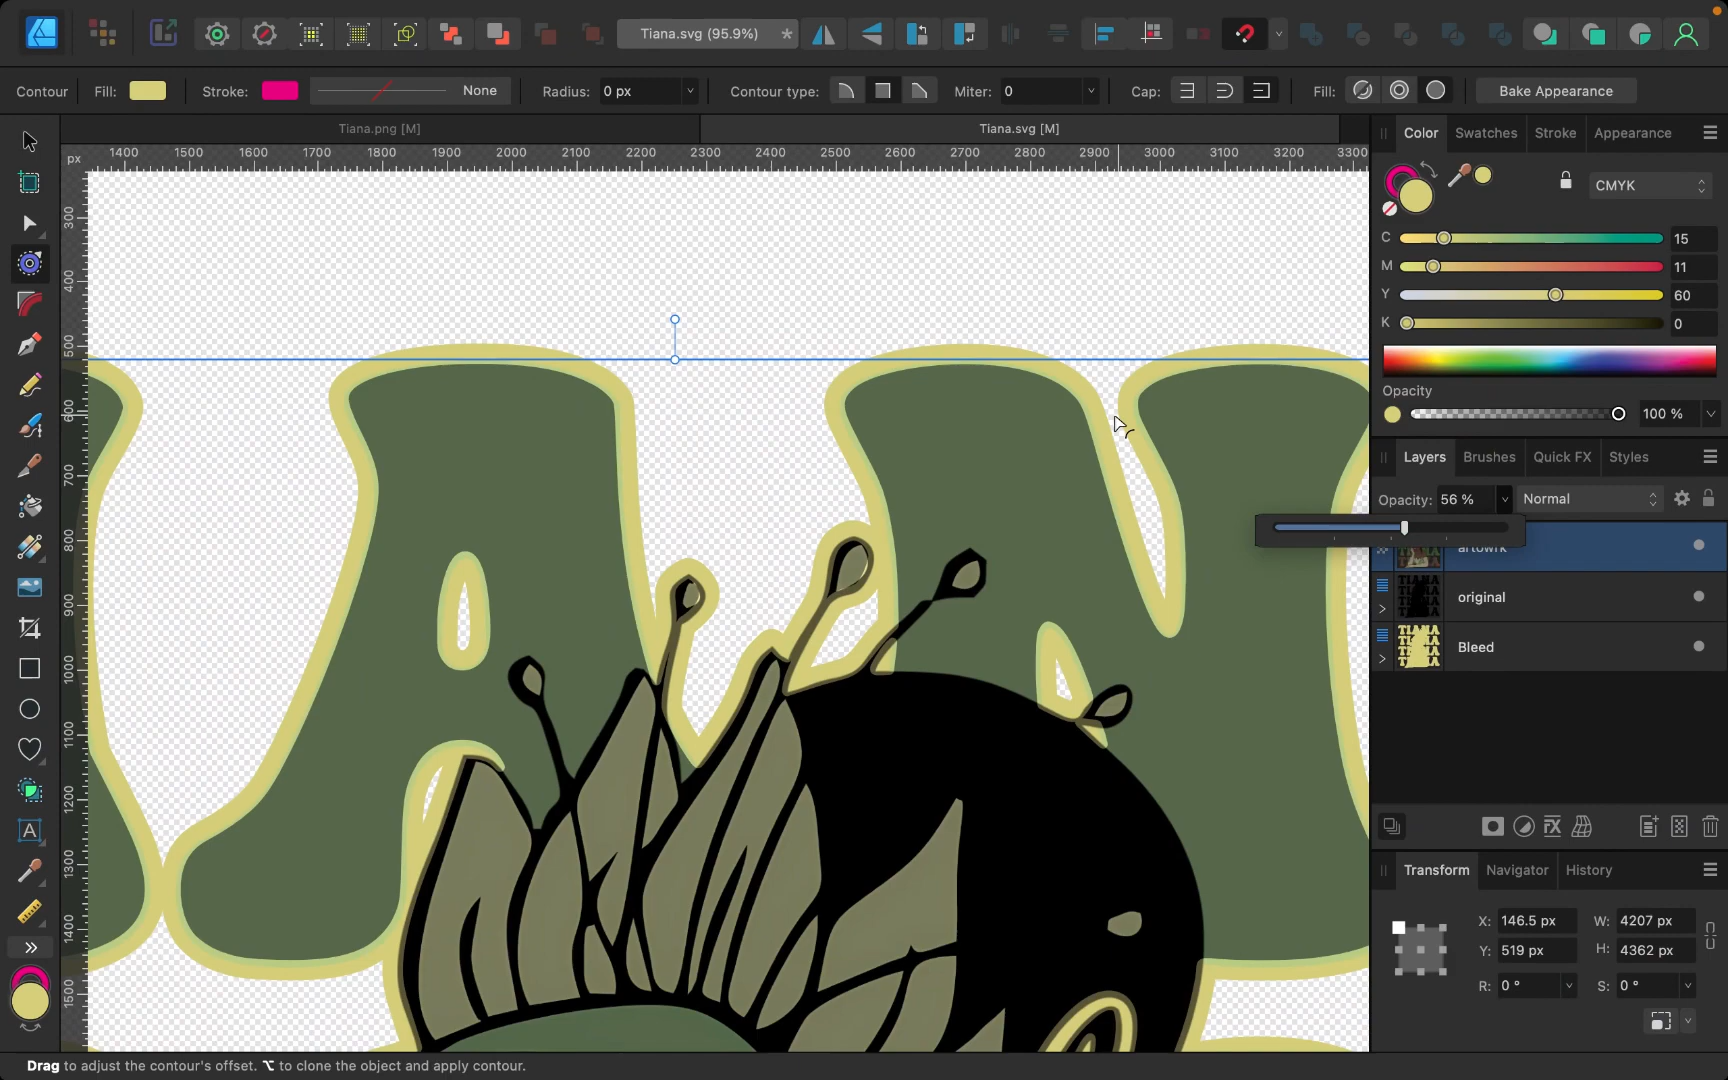 Tiana.svg (95.9%) *
Contour Fill: Stroke: None Radius: 0 px Contour type: Miter: 0 Cap: Fill: Bake Appearance
Tiana.png [M] Tiana.svg [M]
px 1400 1500 1600 1700 1800 1900 2000 2100 2200 2300 2400 2500 2600 2700 2800 2900 3000 3100 3200 3300
300
400
500
600
700
800
900
1000
1100
1200
1300
1400
1500
Color Swatches Stroke Appearance
CMYK
C 15
M 11
Y 60
K 0
Opacity
100 %
Layers Brushes Quick FX Styles
Opacity: 56 % Normal
artowrk
original
Bleed
Transform Navigator History
X: 146.5 px W: 4207 px
Y: 519 px H: 4362 px
R: 0 ° S: 0 °
A N
A
Drag to adjust the contour's offset. ⌥ to clone the object and apply contour.